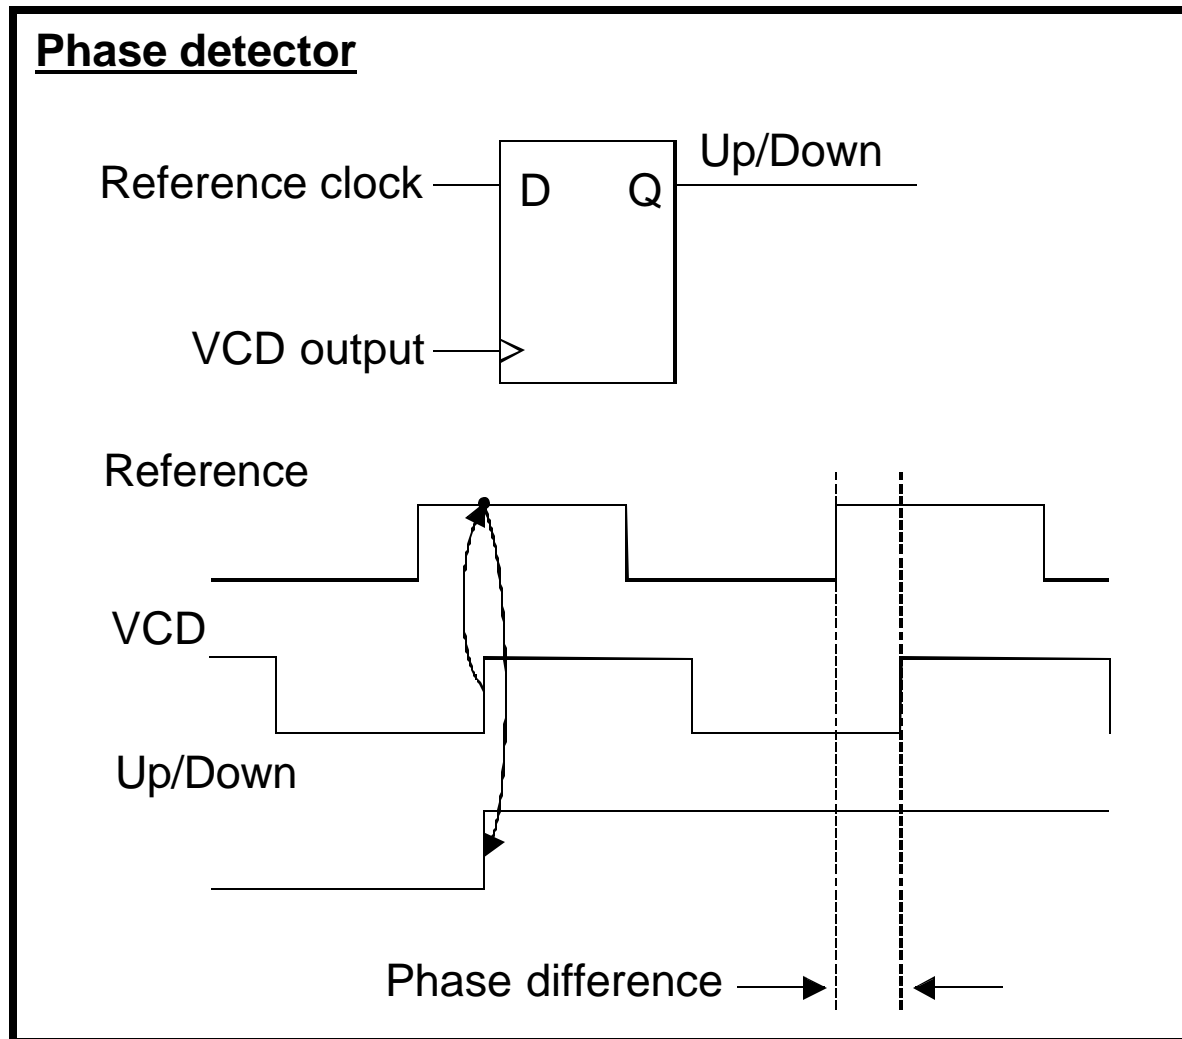 Phase detector
Up/Down
Reference clock
D
Q
VCD output
Reference
VCD
Up/Down
Phase difference